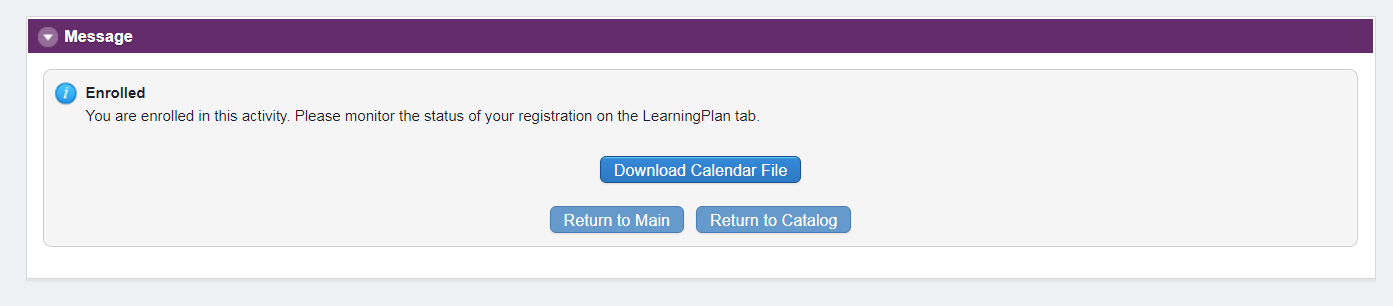 Message
Enrolled
You are enrolled in this activity. Please monitor the status of your registration on the LearningPlan tab.
Download Calendar File
Return to Main Return to Catalog